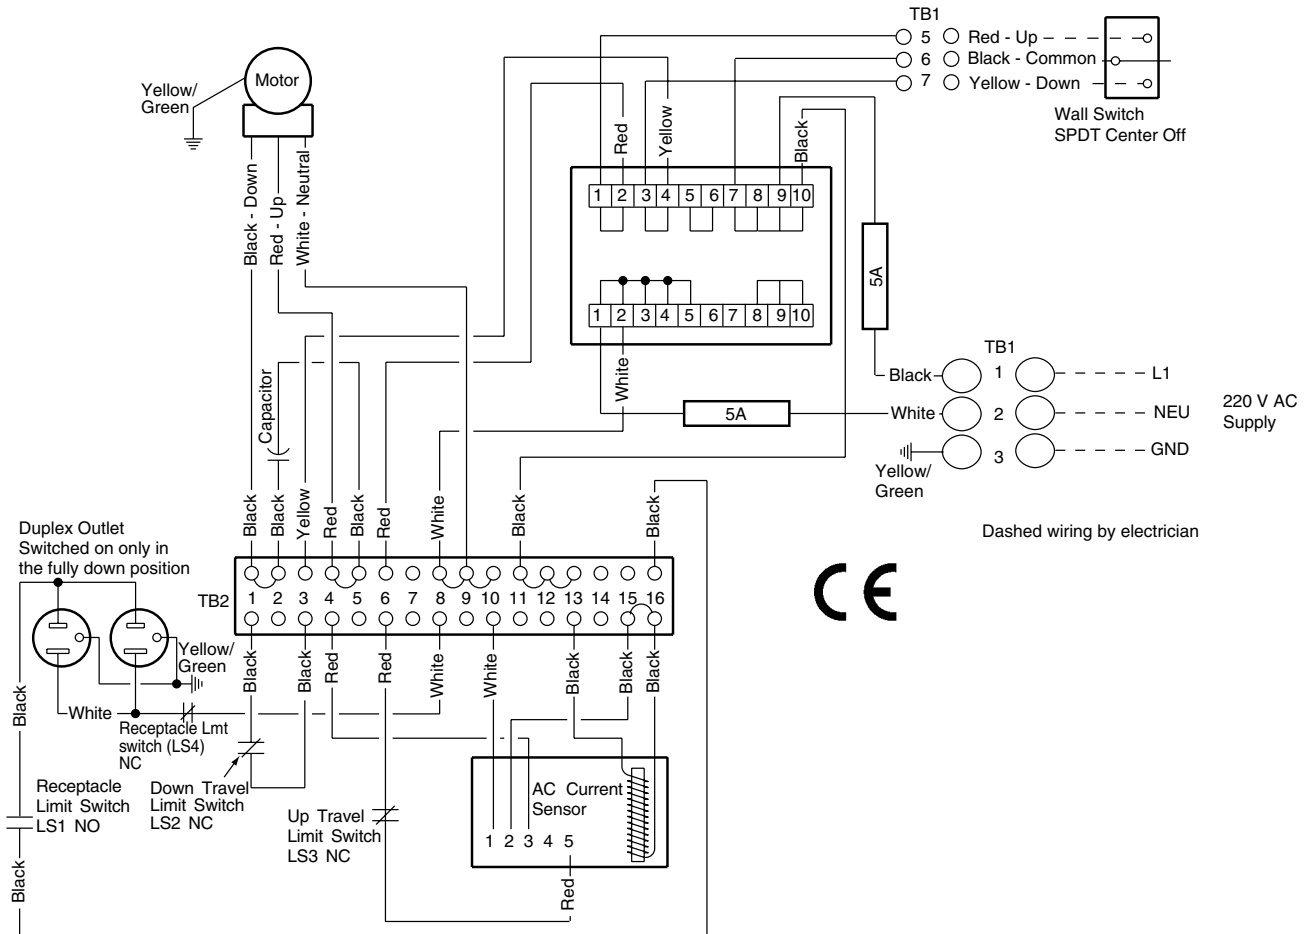 TB1
5 Red - Up
6 Black - Common
7 Yellow - Down
Wall Switch
SPDT Center Off
Motor
Yellow/
Green
Black - Down
Red - Up
White - Neutral
Red
Yellow
Black
1 2 3 4 5 6 7 8 9 10
1 2 3 4 5 6 7 8 9 10
5A
White
5A
TB1
Black 1 L1
White 2 NEU
3 GND
Yellow/
Green
220 V AC
Supply
Dashed wiring by electrician
Capacitor
Black
Black
Yellow
Red
Black
Red
White
Black
Black
Duplex Outlet
Switched on only in
the fully down position
TB2
1 2 3 4 5 6 7 8 9 10 11 12 13 14 15 16
CE
Yellow/
Green
Black
Black
Red
Red
White
White
Black
Black
Black
Black
White
Receptacle Lmt
switch (LS4)
NC
Receptacle
Limit Switch
LS1 NO
Down Travel
Limit Switch
LS2 NC
Up Travel
Limit Switch
LS3 NC
AC Current
Sensor
1 2 3 4 5
Red
Black